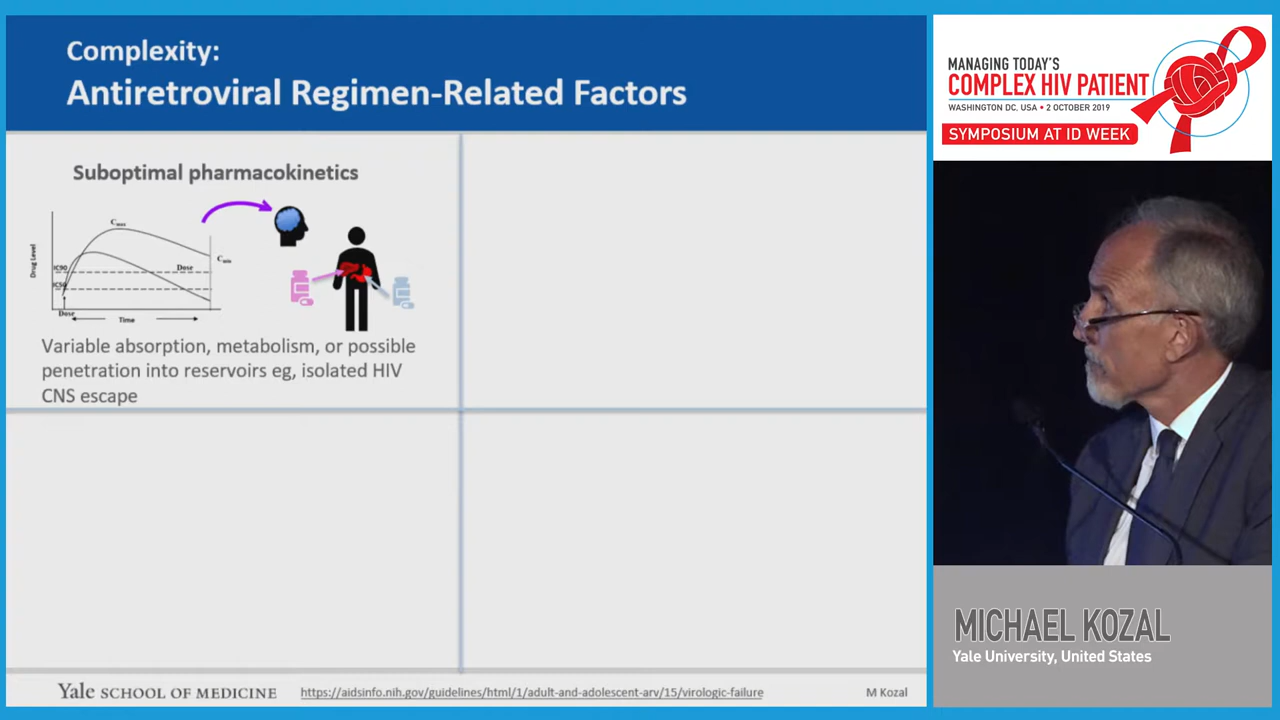 Complexity:
Antiretroviral Regimen-Related Factors
Suboptimal pharmacokinetics
Cmax
Cmin
Drug Level
IC90
Dose
IC50
Dose
Time
Variable absorption, metabolism, or possible
penetration into reservoirs eg, isolated HIV
CNS escape
Yale SCHOOL OF MEDICINE
https://aidsinfo.nih.gov/guidelines/html/1/adult-and-adolescent-arv/15/virologic-failure
M Kozal
MANAGING TODAY'S
COMPLEX HIV PATIENT
WASHINGTON DC, USA • 2 OCTOBER 2019
SYMPOSIUM AT ID WEEK
MICHAEL KOZAL
Yale University, United States